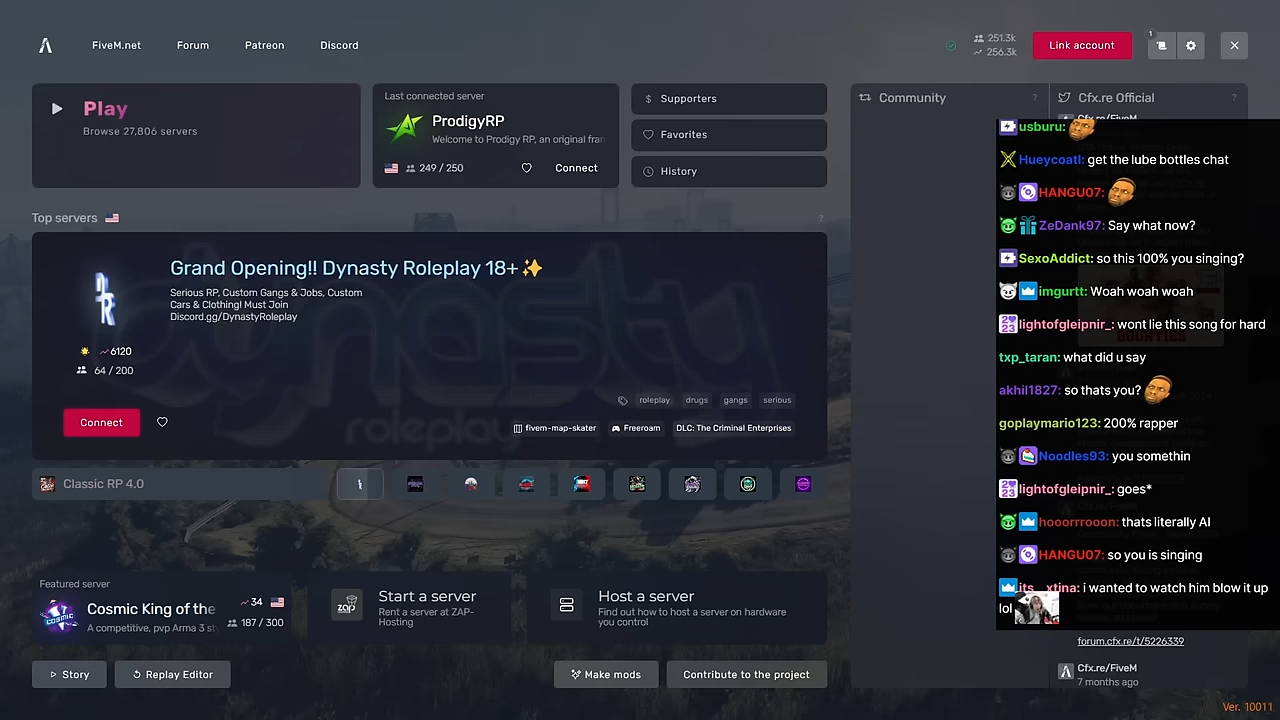 FiveM.net
Forum
Patreon
Discord
251.3k
256.3k
Link account
1
Play
Browse 27,806 servers
Last connected server
ProdigyRP
Welcome to Prodigy RP, an original fran
249 / 250
Connect
$ Supporters
Favorites
History
Top servers
?
Grand Opening!! Dynasty Roleplay 18+✨
Serious RP, Custom Gangs & Jobs, Custom
Cars & Clothing! Must Join
Discord.gg/DynastyRoleplay
6120
64 / 200
Connect
roleplay drugs gangs serious
fivem-map-skater Freeroam DLC: The Criminal Enterprises
Classic RP 4.0
Featured server
Cosmic King of the
A competitive, pvp Arma 3 st
34
187 / 300
Start a server
Rent a server at ZAP-
Hosting
Host a server
Find out how to host a server on hardware
you control
Story
Replay Editor
Make mods
Contribute to the project
Community ?
Cfx.re Official ?
Cfx.re/FiveM
usburu:
Hueycoatl: get the lube bottles chat
HANGU07:
ZeDank97: Say what now?
SexoAddict: so this 100% you singing?
imgurtt: Woah woah woah
lightofgleipnir_: wont lie this song for hard
txp_taran: what did u say
akhil1827: so thats you?
goplaymario123: 200% rapper
Noodles93: you somethin
lightofgleipnir_: goes*
hooorrrooon: thats literally AI
HANGU07: so you is singing
its__xtina: i wanted to watch him blow it up
lol
forum.cfx.re/t/5226339
Cfx.re/FiveM
7 months ago
Ver. 10011